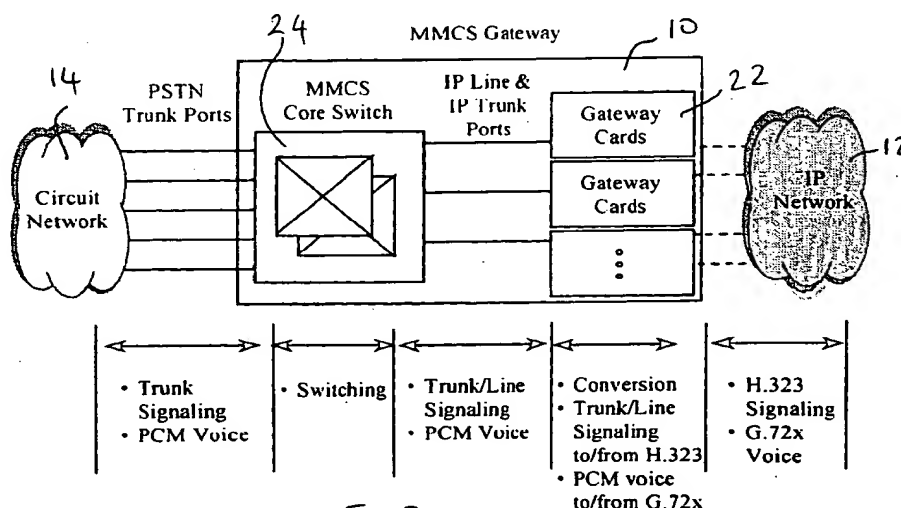 24
MMCS Gateway
10
14
PSTN
Trunk Ports
MMCS
Core Switch
IP Line &
IP Trunk
Ports
22
Gateway
Cards
12
Circuit
Network
Gateway
Cards
IP
Network
• Trunk
Signaling
• PCM Voice
• Switching
• Trunk/Line
Signaling
• PCM Voice
• Conversion
• Trunk/Line
Signaling
to/from H.323
• PCM voice
to/from G.72x
• H.323
Signaling
• G.72x
Voice